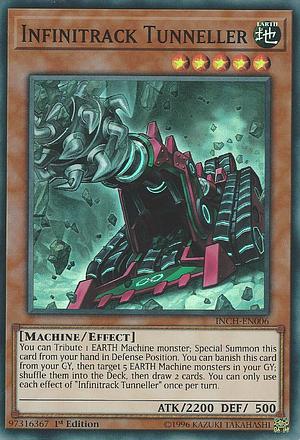 INFINITRACK TUNNELLER
EARTH
地
INCH-EN006
[Machine/Effect]
You can Tribute 1 EARTH Machine monster; Special Summon this
card from your hand in Defense Position. You can banish this
card from your GY, then target 5 EARTH Machine monsters in your GY;
shuffle them into the Deck, then draw 2 cards. You can only use
each effect of "Infinitrack Tunneller" once per turn.
ATK/2200 DEF/ 500
97316367 1st Edition ©1996 KAZUKI TAKAHASHI